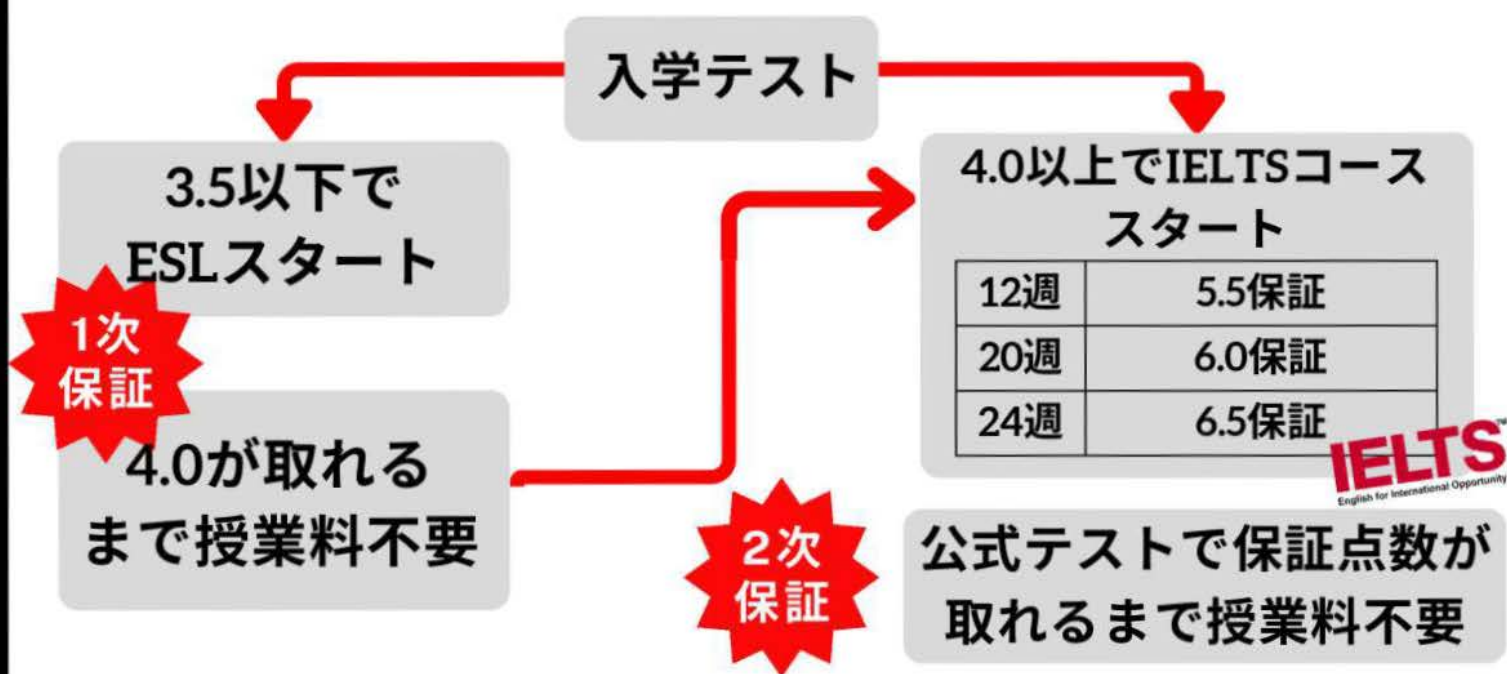 入学テスト
3.5以下で
ESLスタート
1次
保証
4.0が取れる
まで授業料不要
4.0以上でIELTSコース
スタート
12週 5.5保証
20週 6.0保証
24週 6.5保証
IELTS™
English for International Opportunity
2次
保証
公式テストで保証点数が
取れるまで授業料不要